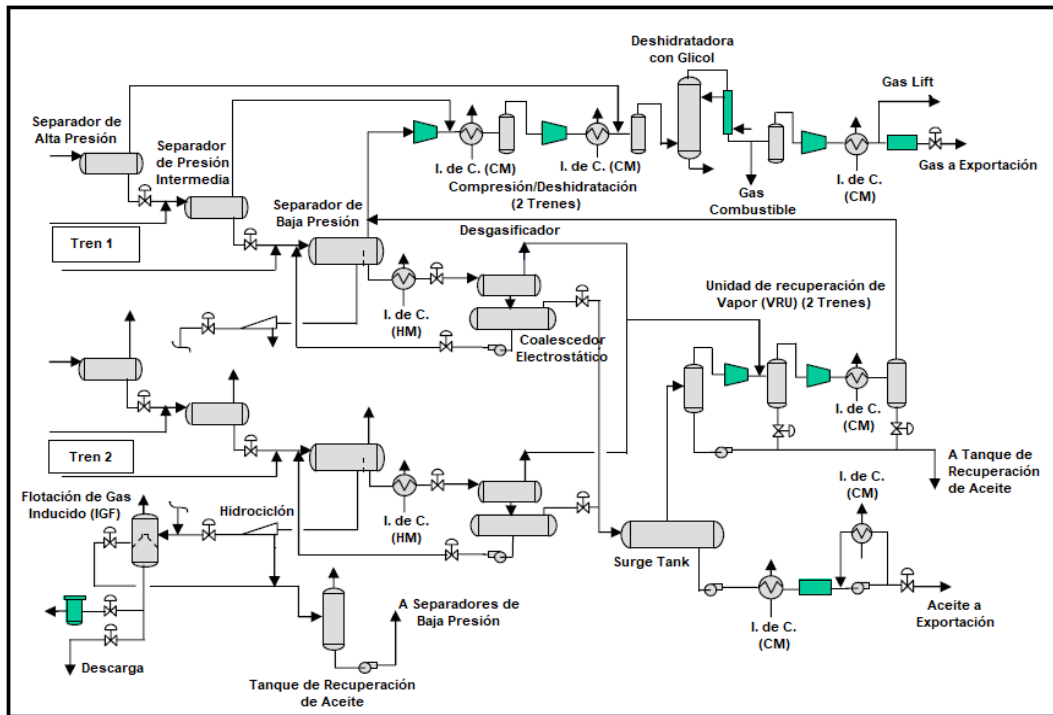 Deshidratadora
con Glicol
Gas Lift
Separador de
Alta Presión
Separador
de Presión
Intermedia
I. de C. (CM)
I. de C. (CM)
Compresión/Deshidratación
(2 Trenes)
Gas
Combustible
I. de C.
(CM)
Gas a Exportación
Separador de
Baja Presión
Tren 1
Desgasificador
I. de C.
(HM)
Coalescedor
Electrostático
Unidad de recuperación de
Vapor (VRU) (2 Trenes)
I. de C.
(CM)
Tren 2
A Tanque de
Recuperación
de Aceite
Flotación de Gas
Inducido (IGF)
Hidrociclón
I. de C.
(HM)
I. de C.
(CM)
Surge Tank
I. de C.
(CM)
Aceite a
Exportación
A Separadores de
Baja Presión
Descarga
Tanque de Recuperación
de Aceite